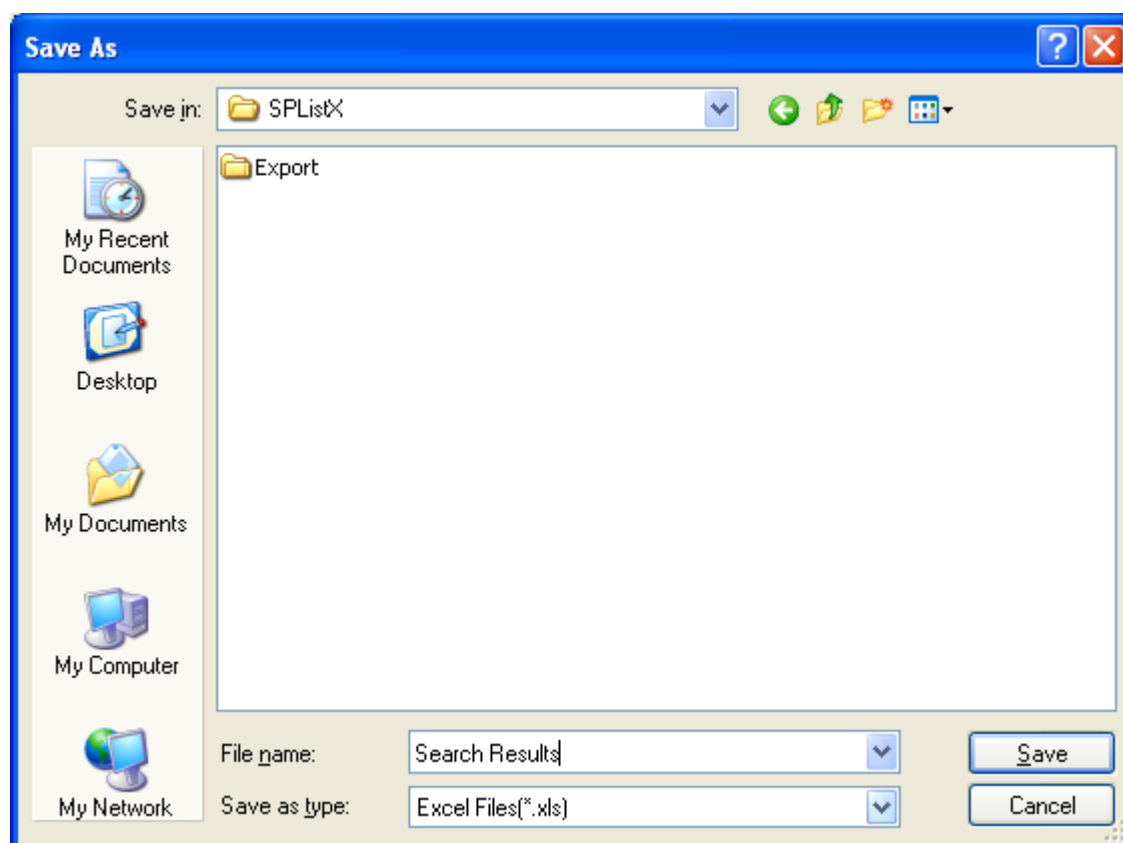 Save As
Save in: SPListX
Export
My Recent
Documents
Desktop
My Documents
My Computer
My Network
File name: Search Results
Save
Save as type: Excel Files(*.xls)
Cancel